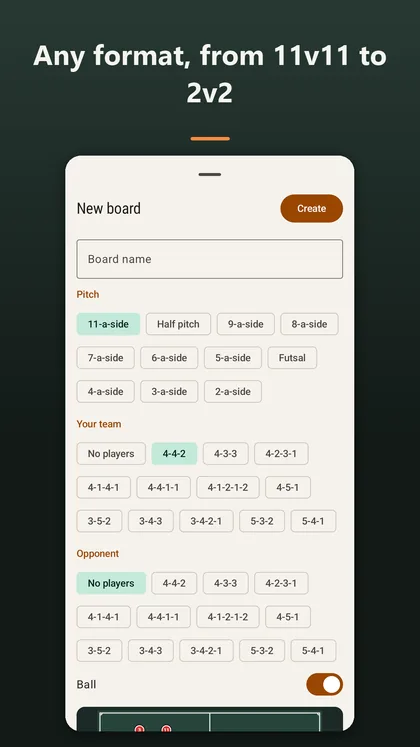 Any format, from 11v11 to
2v2
New board
Create
Board name
Pitch
11-a-side Half pitch 9-a-side 8-a-side
7-a-side 6-a-side 5-a-side Futsal
4-a-side 3-a-side 2-a-side
Your team
No players 4-4-2 4-3-3 4-2-3-1
4-1-4-1 4-4-1-1 4-1-2-1-2 4-5-1
3-5-2 3-4-3 3-4-2-1 5-3-2 5-4-1
Opponent
No players 4-4-2 4-3-3 4-2-3-1
4-1-4-1 4-4-1-1 4-1-2-1-2 4-5-1
3-5-2 3-4-3 3-4-2-1 5-3-2 5-4-1
Ball